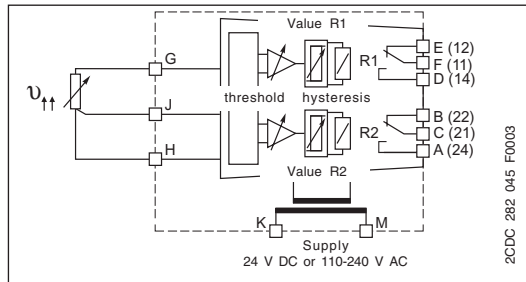 Value R1
G
E (12)
R1
F (11)
D (14)
ϑ
J
threshold hysteresis
B (22)
R2
C (21)
A (24)
H
Value R2
K
M
Supply
24 V DC or 110-240 V AC
2CDC 282 045 F0003